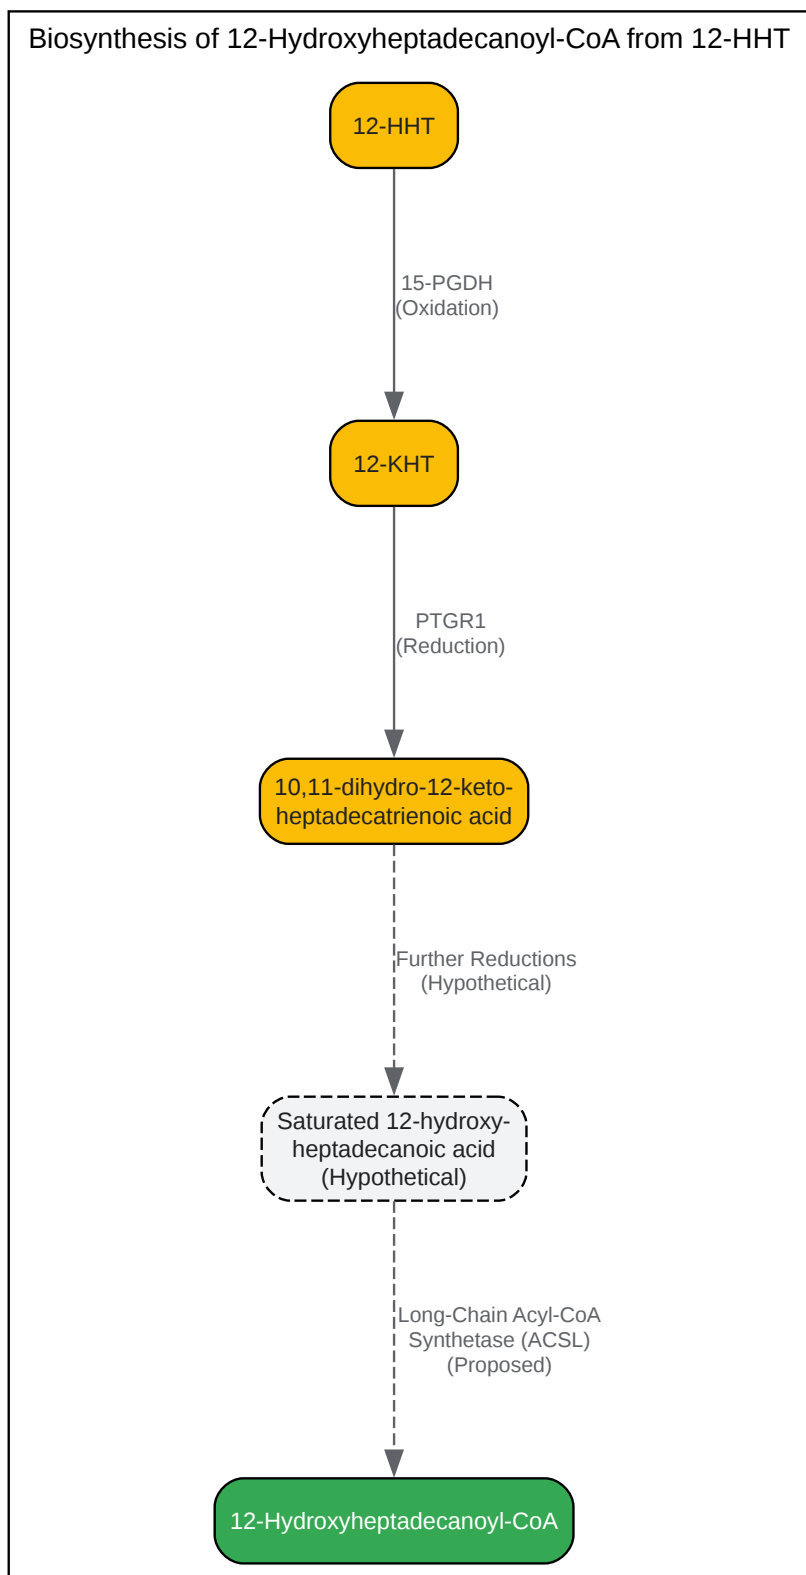 Biosynthesis of 12-Hydroxyheptadecanoyl-CoA from 12-HHT
12-HHT
15-PGDH
(Oxidation)
12-KHT
PTGR1
(Reduction)
10,11-dihydro-12-keto-
heptadecatrienoic acid
Further Reductions
(Hypothetical)
Saturated 12-hydroxy-
heptadecanoic acid
(Hypothetical)
Long-Chain Acyl-CoA
Synthetase (ACSL)
(Proposed)
12-Hydroxyheptadecanoyl-CoA